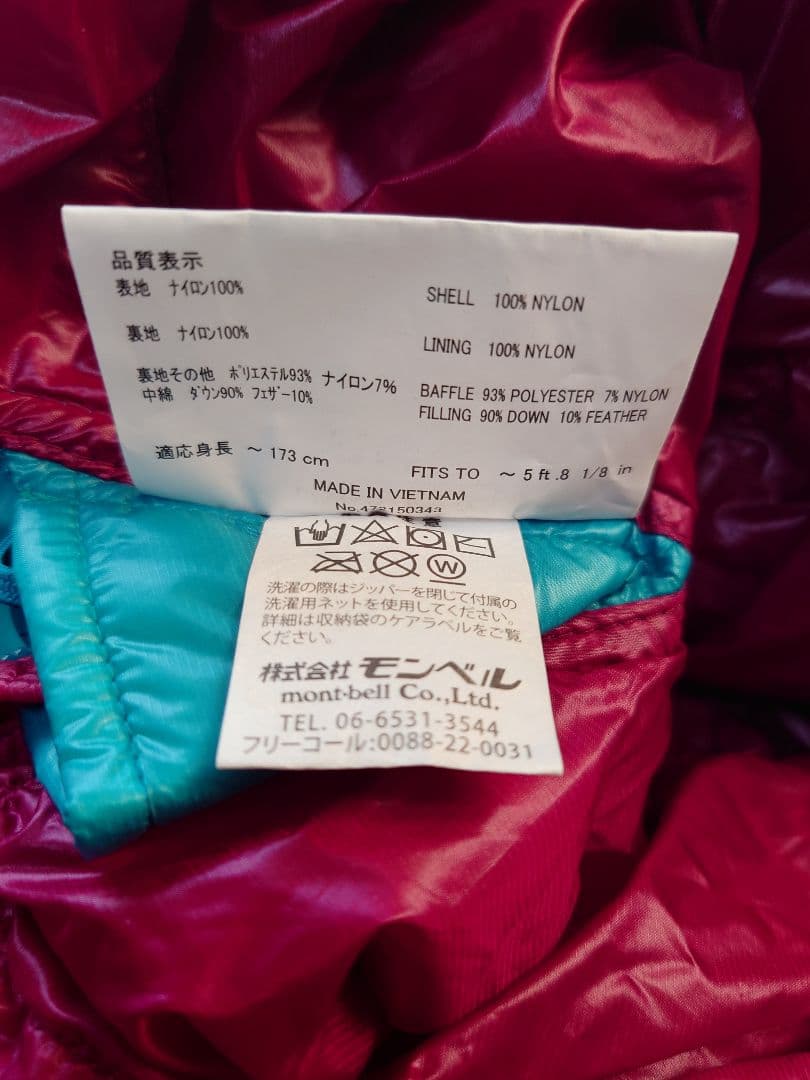 品質表示
表地 ナイロン100% SHELL 100% NYLON
裏地 ナイロン100% LINING 100% NYLON
裏地その他 ポリエステル93% ナイロン7% BAFFLE 93% POLYESTER 7% NYLON
中綿 ダウン90% フェザー10% FILLING 90% DOWN 10% FEATHER
適応身長 ~ 173 cm FITS TO ~ 5 ft .8 1/8 in
MADE IN VIETNAM
No.472150343
洗濯の際はジッパーを閉じて付属の
洗濯用ネットを使用してください。
詳細は収納袋のケアラベルをご覧
ください。
株式会社 モンベル
mont-bell Co.,Ltd.
TEL. 06-6531-3544
フリーコール:0088-22-0031